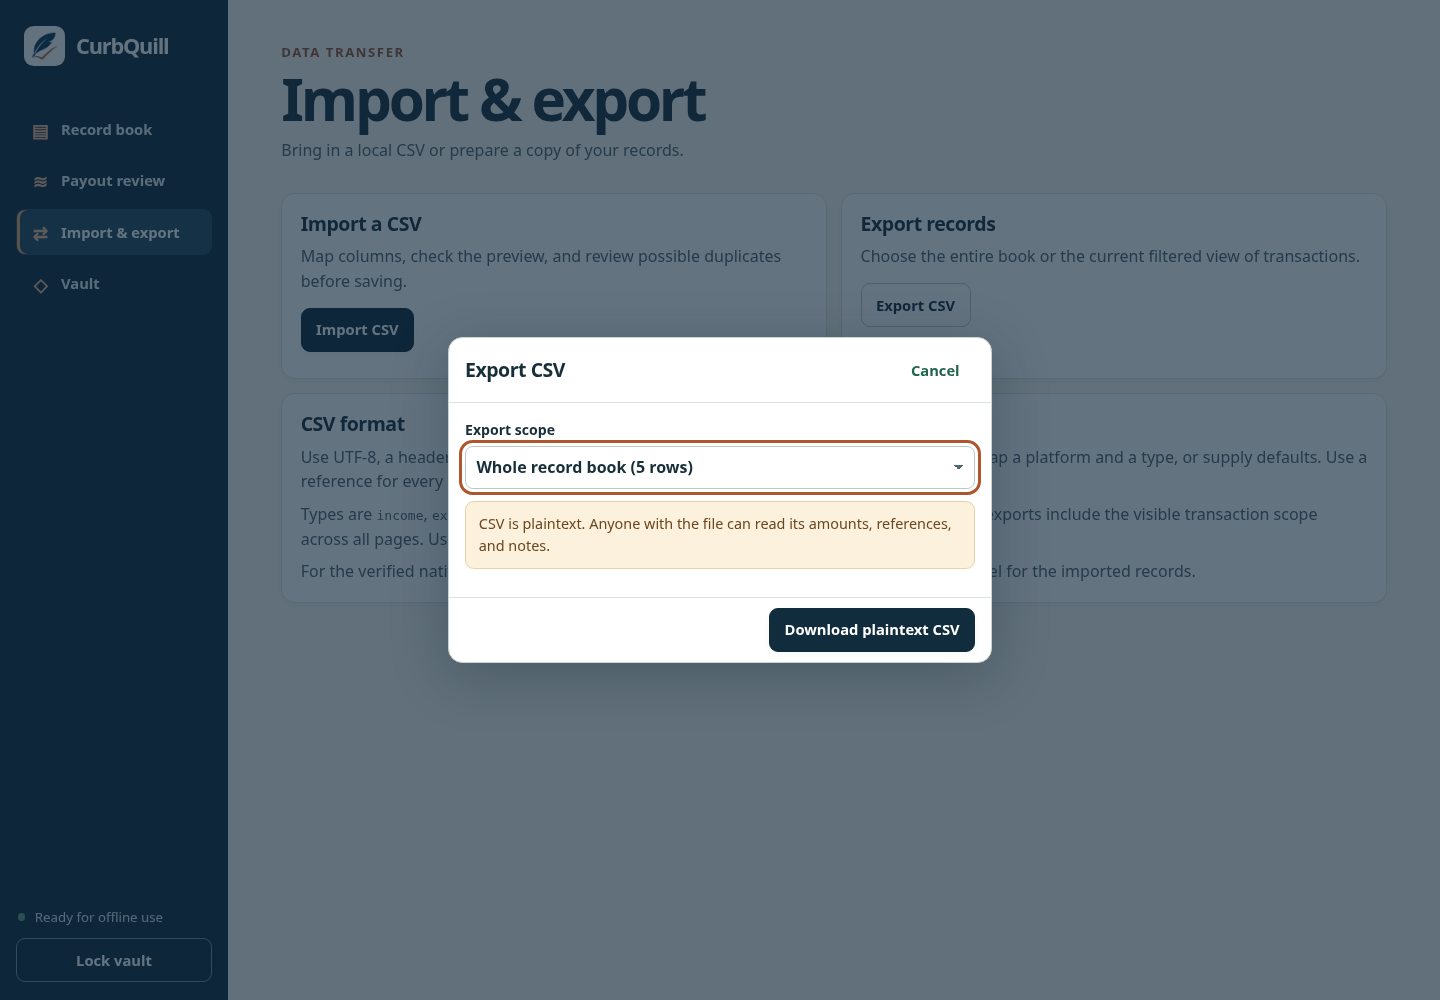 CurbQuill
Record book
Payout review
Import & export
Vault
Ready for offline use
Lock vault
DATA TRANSFER
Import & export
Bring in a local CSV or prepare a copy of your records.
Import a CSV
Map columns, check the preview, and review possible duplicates
before saving.
Import CSV
Export records
Choose the entire book or the current filtered view of transactions.
Export CSV
CSV format
Use UTF-8, a header
reference for every
Types are income, ex
across all pages. Us
For the verified nati
a platform and a type, or supply defaults. Use a
exports include the visible transaction scope
for the imported records.
Export CSV
Cancel
Export scope
Whole record book (5 rows)
CSV is plaintext. Anyone with the file can read its amounts, references,
and notes.
Download plaintext CSV